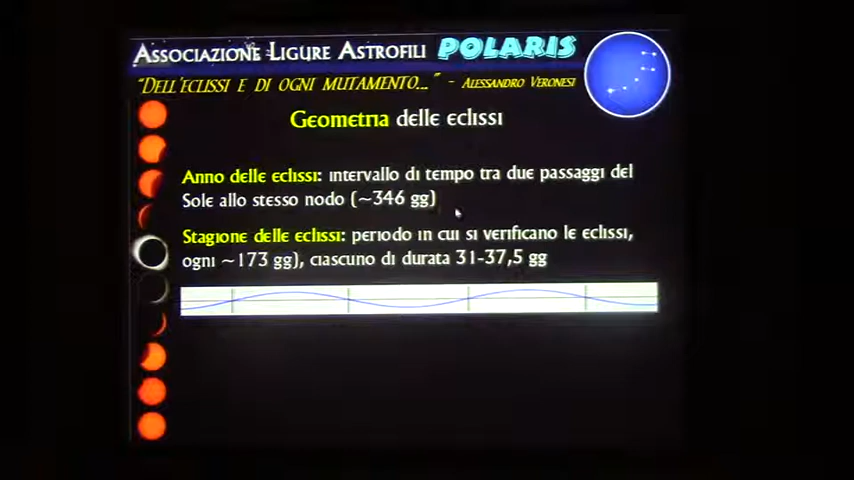 Associazione Ligure Astrofili POLARIS
"Dell'eclissi e di ogni mutamento..." - Alessandro Veronesi
Geometria delle eclissi
Anno delle eclissi: intervallo di tempo tra due passaggi del
Sole allo stesso nodo (~346 gg)
Stagione delle eclissi: periodo in cui si verificano le eclissi,
ogni ~173 gg), ciascuno di durata 31-37,5 gg